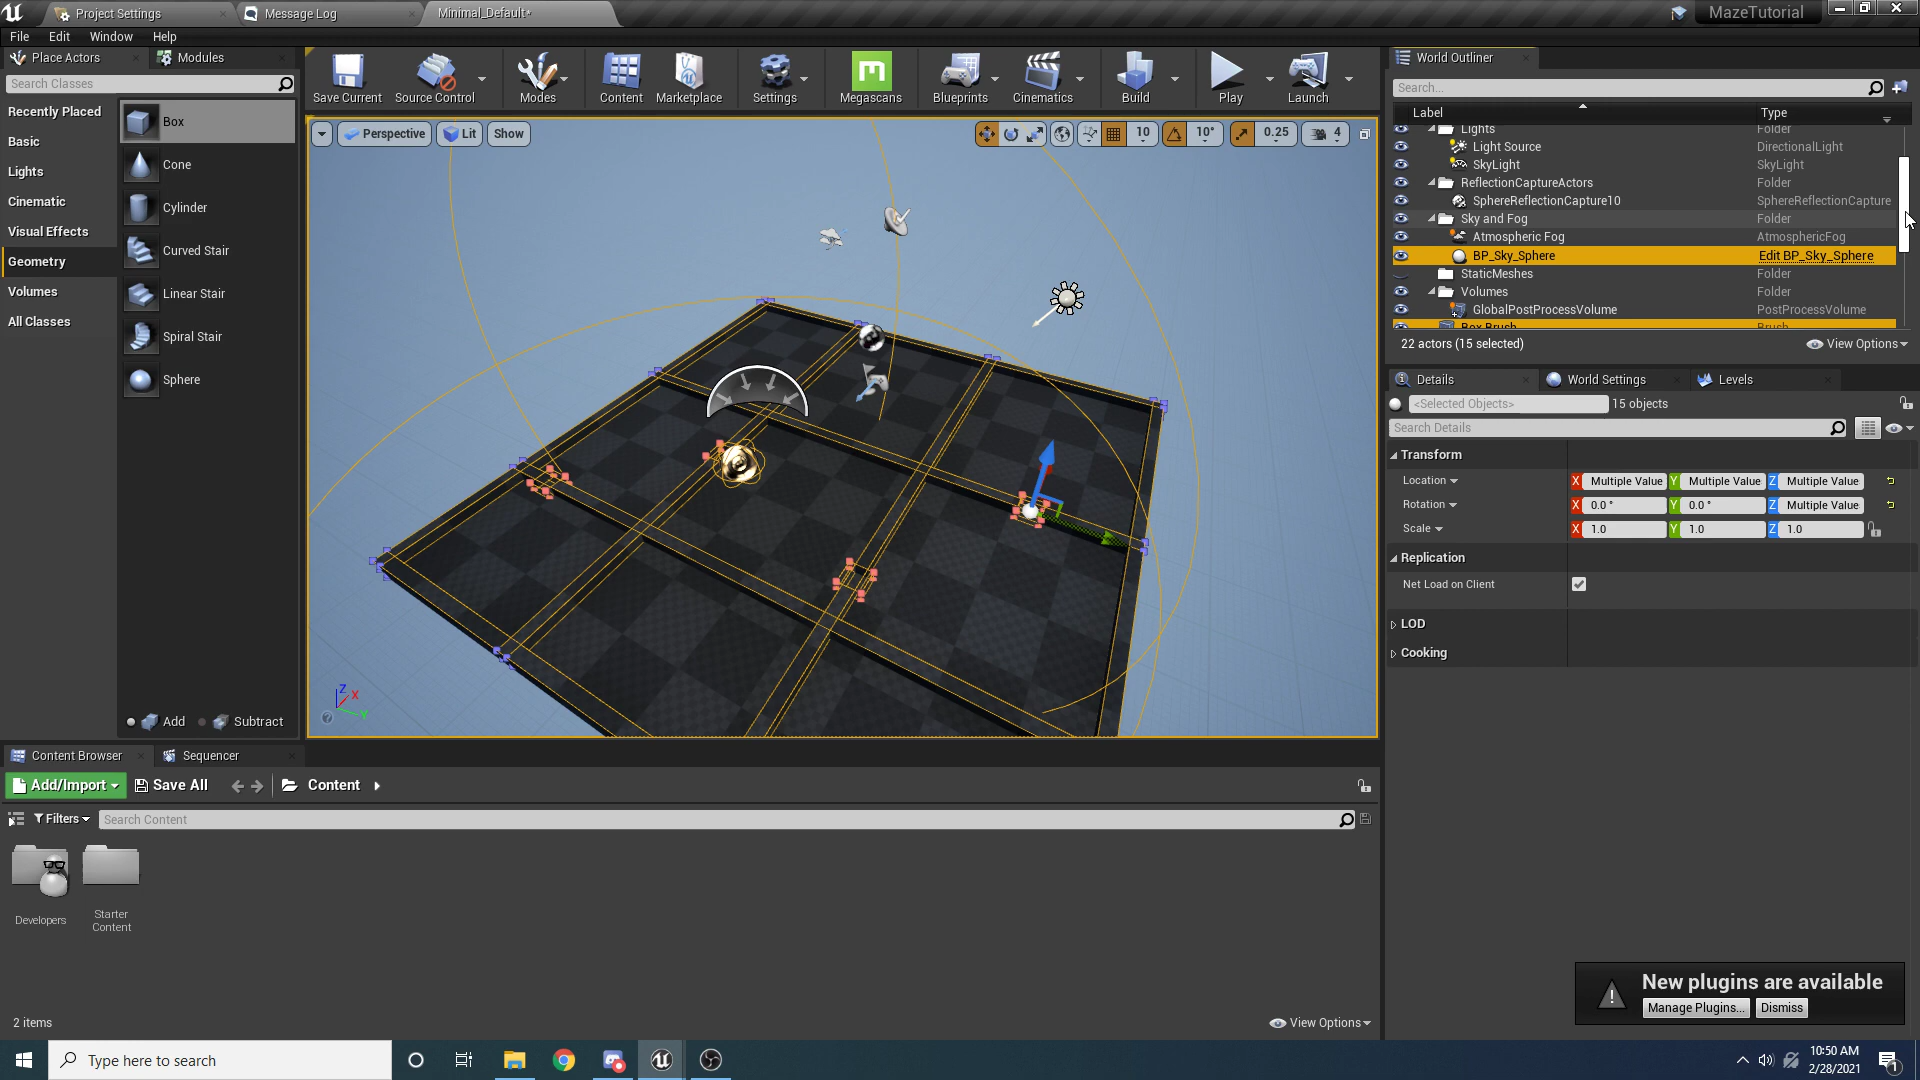 Project Settings
Message Log
Minimal_Default*
MazeTutorial
File
Edit
Window
Help
Place Actors
Modules
Search Classes
Recently Placed
Basic
Lights
Cinematic
Visual Effects
Geometry
Volumes
All Classes
Box
Cone
Cylinder
Curved Stair
Linear Stair
Spiral Stair
Sphere
Add
Subtract
Save Current
Source Control
Modes
Content
Marketplace
Settings
Megascans
Blueprints
Cinematics
Build
Play
Launch
Perspective
Lit
Show
10
10°
0.25
4
Z
X
Y
World Outliner
Search...
Label
Type
Lights
Folder
Light Source
DirectionalLight
SkyLight
SkyLight
ReflectionCaptureActors
Folder
SphereReflectionCapture10
SphereReflectionCapture
Sky and Fog
Folder
Atmospheric Fog
AtmosphericFog
BP_Sky_Sphere
Edit BP_Sky_Sphere
StaticMeshes
Folder
Volumes
Folder
GlobalPostProcessVolume
PostProcessVolume
Box Brush
Brush
22 actors (15 selected)
View Options
Details
World Settings
Levels
<Selected Objects>
15 objects
Search Details
Transform
Location
X Multiple Value Y Multiple Value Z Multiple Value
Rotation
X 0.0 ° Y 0.0 ° Z Multiple Value
Scale
X 1.0 Y 1.0 Z 1.0
Replication
Net Load on Client
LOD
Cooking
Content Browser
Sequencer
Add/Import
Save All
Content
Filters
Search Content
Developers
Starter
Content
2 items
View Options
New plugins are available
Manage Plugins...
Dismiss
Type here to search
10:50 AM
2/28/2021
1